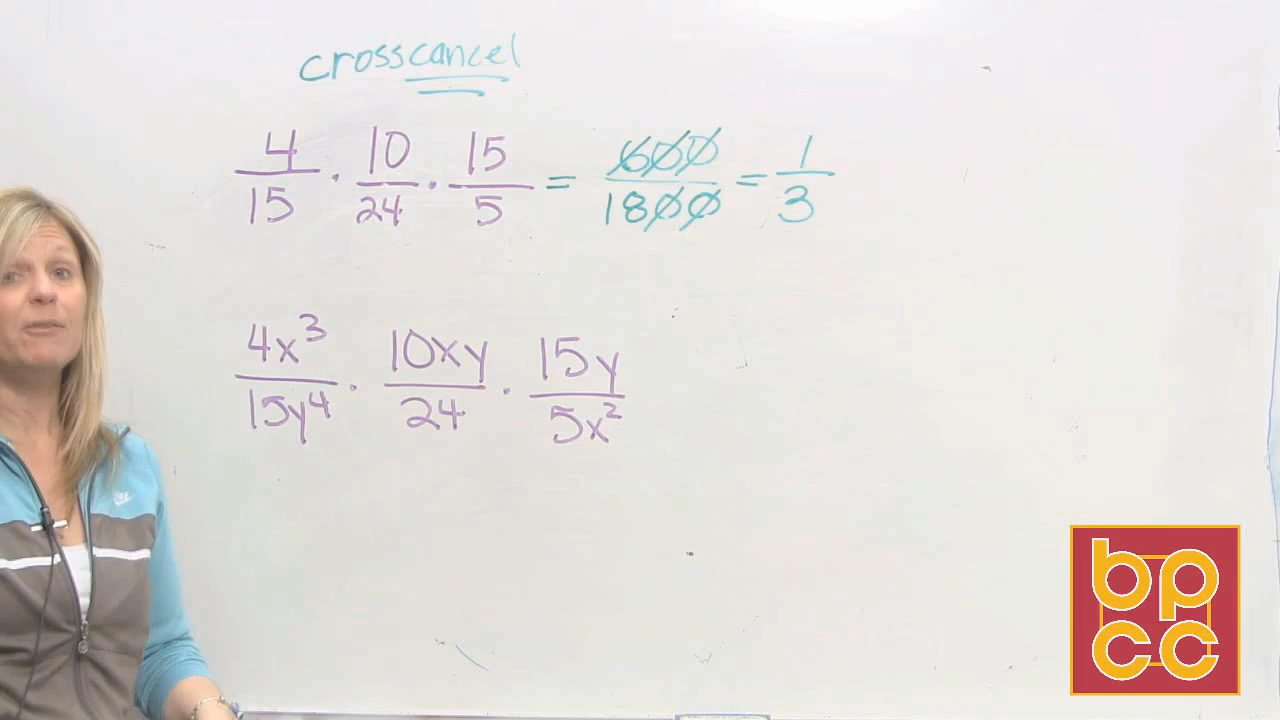 crosscancel
4/15 · 10/24 · 15/5 = 600/1800 = 1/3
4x³/15y⁴ · 10xy/24 · 15y/5x²
bp
cc